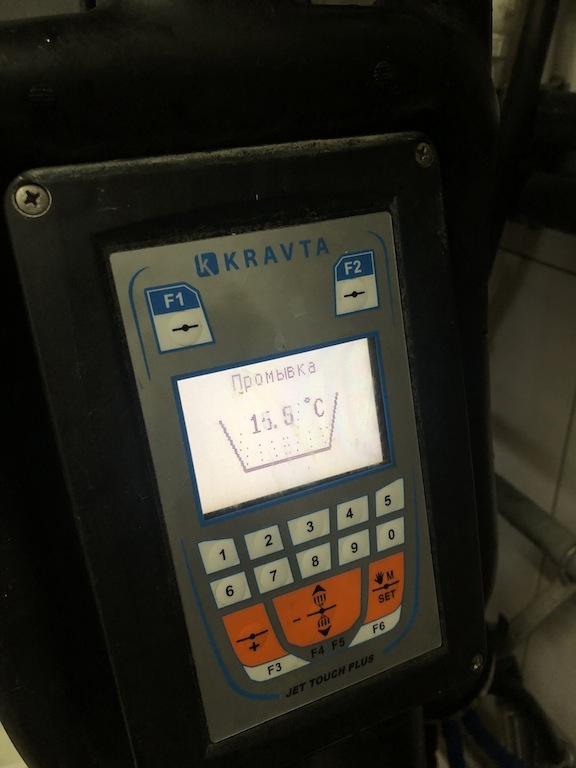 KRAVTA
F1
F2
Промывка
15.5 °C
1 2 3 4 5
6 7 8 9 0
M
SET
- +
F3 F4 F5 F6
JET TOUCH PLUS